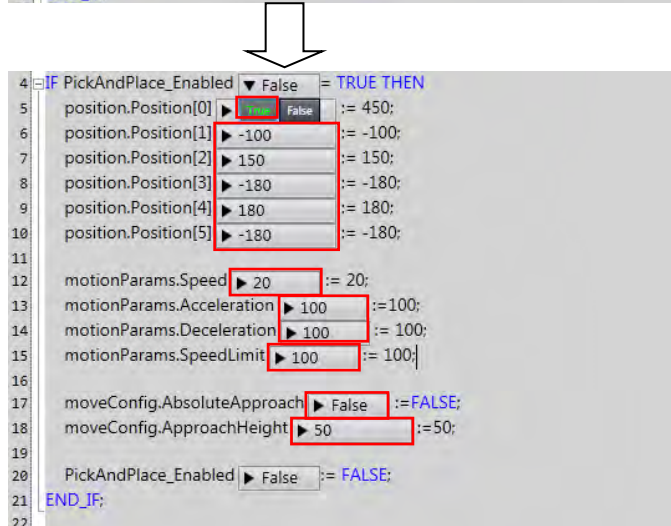 4 IF PickAndPlace_Enabled ▼ False = TRUE THEN
5 position.Position[0] ▶ True False := 450;
6 position.Position[1] ▶ -100 := -100;
7 position.Position[2] ▶ 150 := 150;
8 position.Position[3] ▶ -180 := -180;
9 position.Position[4] ▶ 180 := 180;
10 position.Position[5] ▶ -180 := -180;
11
12 motionParams.Speed ▶ 20 := 20;
13 motionParams.Acceleration ▶ 100 :=100;
14 motionParams.Deceleration ▶ 100 := 100;
15 motionParams.SpeedLimit ▶ 100 := 100;
16
17 moveConfig.AbsoluteApproach ▶ False :=FALSE;
18 moveConfig.ApproachHeight ▶ 50 :=50;
19
20 PickAndPlace_Enabled ▶ False := FALSE;
21 END_IF;
22